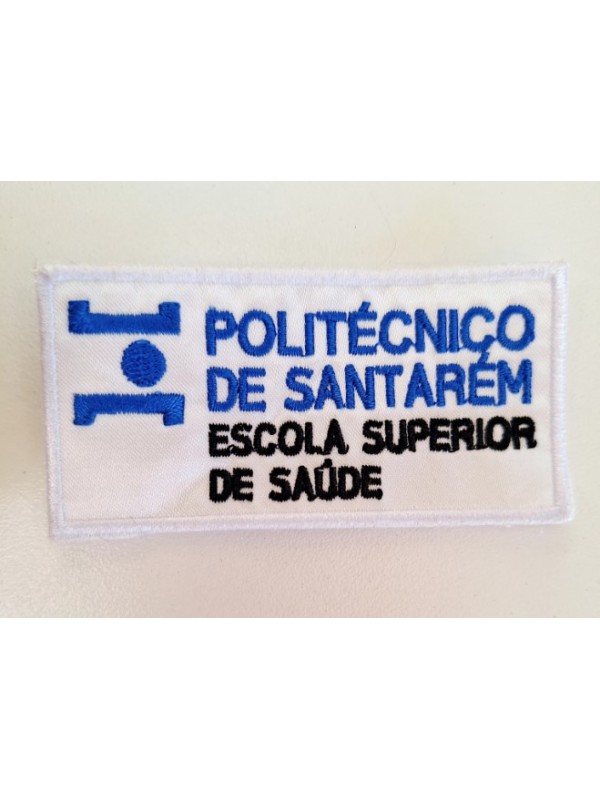 POLITÉCNICO
DE SANTARÉM
ESCOLA SUPERIOR
DE SAÚDE